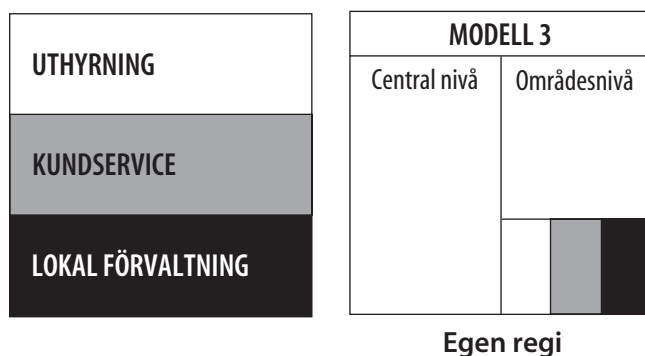 UTHYRNING
KUNDSERVICE
LOKAL FÖRVALTNING
MODELL 3
Central nivå
Områdesnivå
Egen regi